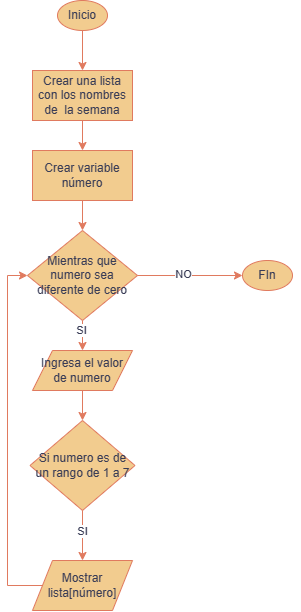 Inicio
Crear una lista
con los nombres
de la semana
Crear variable
número
Mientras que
numero sea
diferente de cero
NO
FIn
SI
Ingresa el valor
de numero
Si numero es de
un rango de 1 a 7
SI
Mostrar
lista[número]